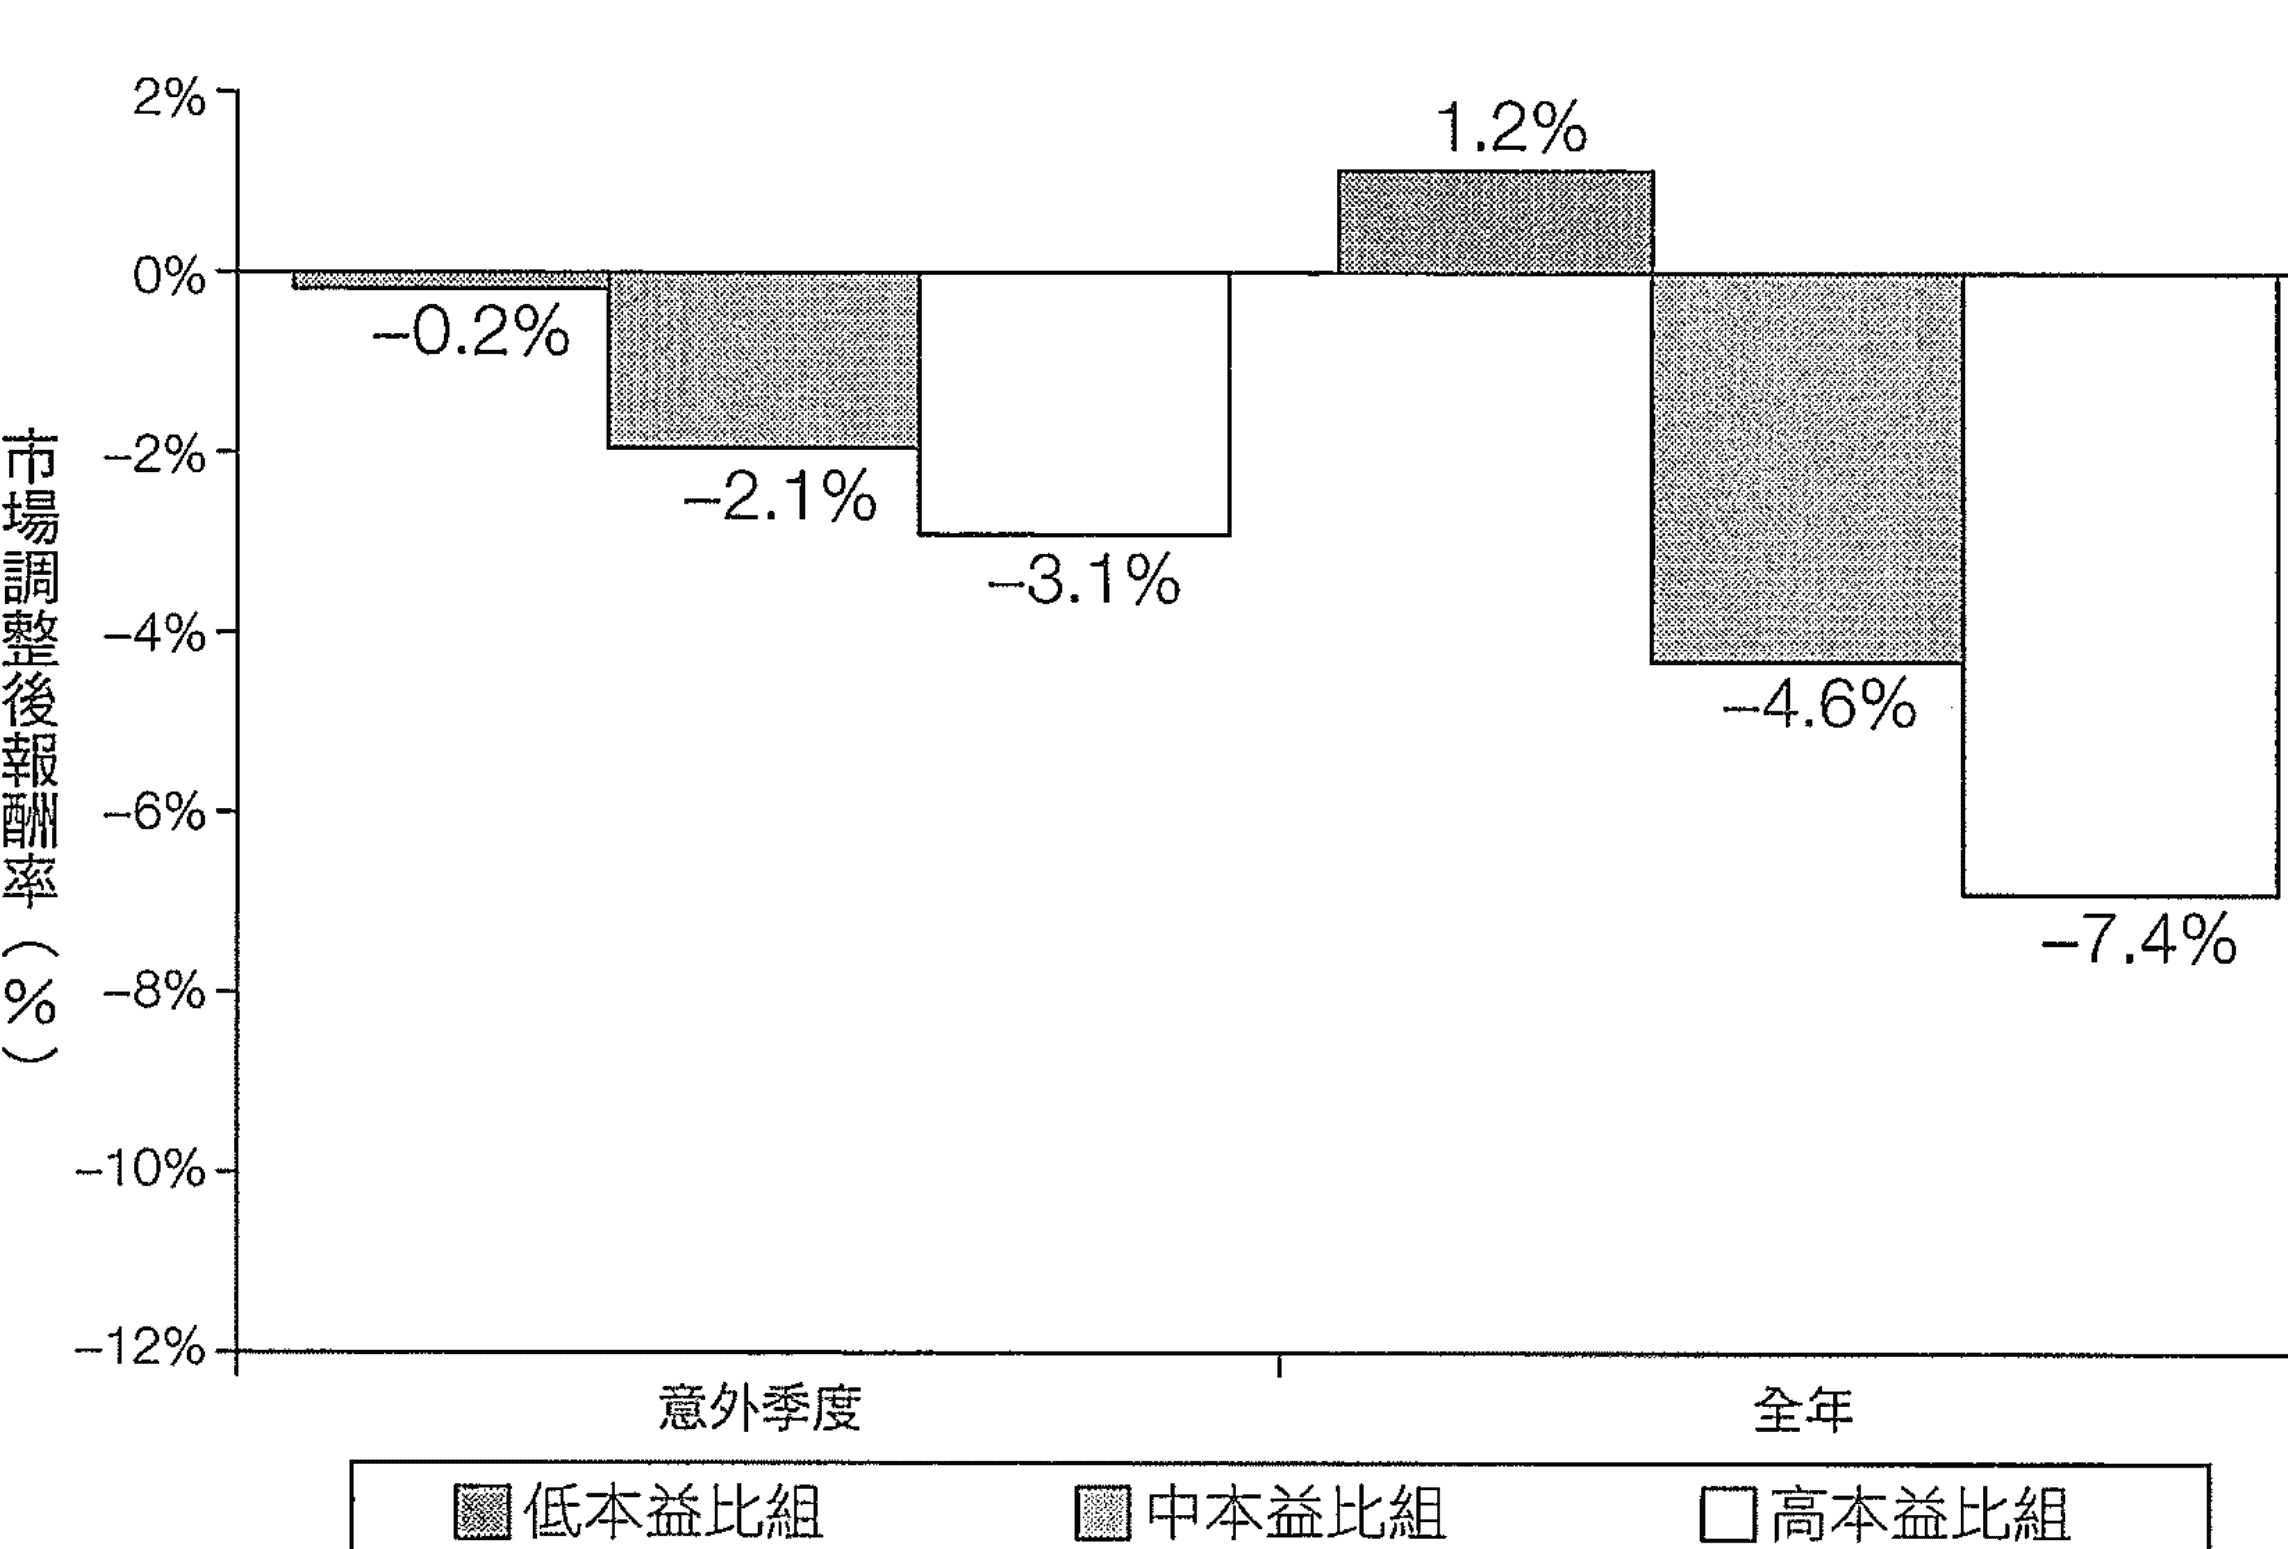 市場調整後報酬率（%）
2%
0%
–2%
–4%
–6%
–8%
–10%
–12%
–0.2%
–2.1%
–3.1%
1.2%
–4.6%
–7.4%
意外季度
全年
低本益比組
中本益比組
高本益比組